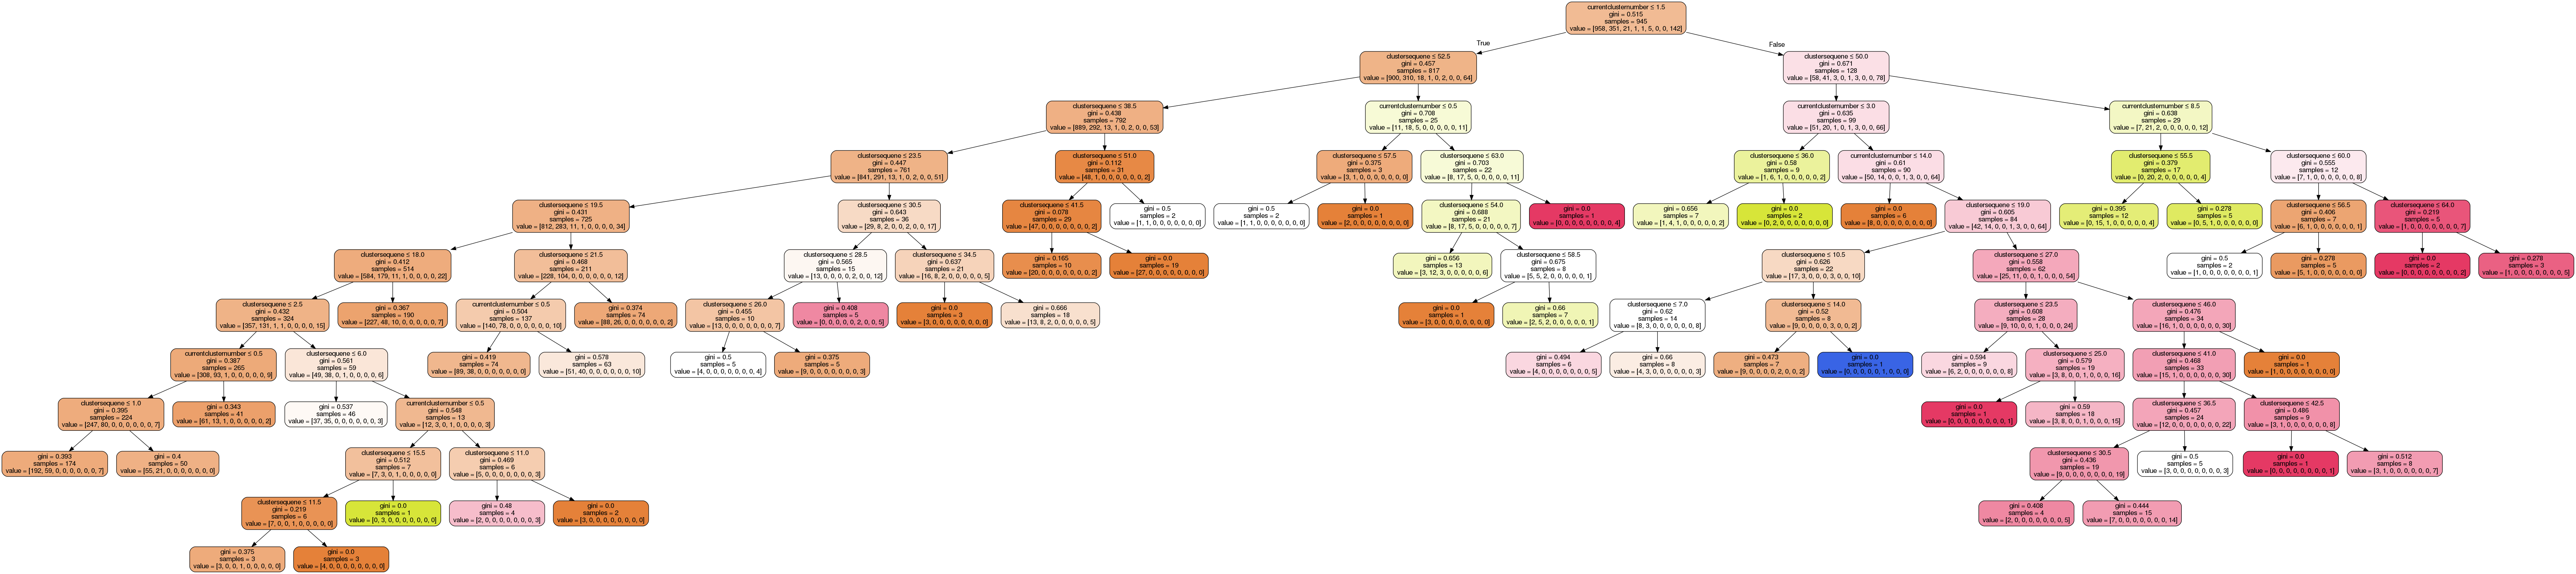 currentclusternumber ≤ 1.5
gini = 0.515
samples = 945
value = [958, 351, 21, 1, 1, 5, 0, 0, 142]
True
False
clustersequene ≤ 52.5
gini = 0.457
samples = 817
value = [900, 310, 18, 1, 0, 2, 0, 0, 64]
clustersequene ≤ 50.0
gini = 0.671
samples = 128
value = [58, 41, 3, 0, 1, 3, 0, 0, 78]
clustersequene ≤ 38.5
gini = 0.438
samples = 792
value = [889, 292, 13, 1, 0, 2, 0, 0, 53]
currentclusternumber ≤ 0.5
gini = 0.708
samples = 25
value = [11, 18, 5, 0, 0, 0, 0, 0, 11]
currentclusternumber ≤ 3.0
gini = 0.635
samples = 99
value = [51, 20, 1, 0, 1, 3, 0, 0, 66]
currentclusternumber ≤ 8.5
gini = 0.638
samples = 29
value = [7, 21, 2, 0, 0, 0, 0, 0, 12]
clustersequene ≤ 23.5
gini = 0.447
samples = 761
value = [841, 291, 13, 1, 0, 2, 0, 0, 51]
clustersequene ≤ 51.0
gini = 0.112
samples = 31
value = [48, 1, 0, 0, 0, 0, 0, 0, 2]
clustersequene ≤ 57.5
gini = 0.375
samples = 3
value = [3, 1, 0, 0, 0, 0, 0, 0, 0]
clustersequene ≤ 63.0
gini = 0.703
samples = 22
value = [8, 17, 5, 0, 0, 0, 0, 0, 11]
clustersequene ≤ 36.0
gini = 0.58
samples = 9
value = [1, 6, 1, 0, 0, 0, 0, 0, 2]
currentclusternumber ≤ 14.0
gini = 0.61
samples = 90
value = [50, 14, 0, 0, 1, 3, 0, 0, 64]
clustersequene ≤ 55.5
gini = 0.379
samples = 17
value = [0, 20, 2, 0, 0, 0, 0, 0, 4]
clustersequene ≤ 60.0
gini = 0.555
samples = 12
value = [7, 1, 0, 0, 0, 0, 0, 0, 8]
clustersequene ≤ 19.5
gini = 0.431
samples = 725
value = [812, 283, 11, 1, 0, 0, 0, 0, 34]
clustersequene ≤ 30.5
gini = 0.643
samples = 36
value = [29, 8, 2, 0, 0, 2, 0, 0, 17]
clustersequene ≤ 41.5
gini = 0.078
samples = 29
value = [47, 0, 0, 0, 0, 0, 0, 0, 2]
gini = 0.5
samples = 2
value = [1, 1, 0, 0, 0, 0, 0, 0, 0]
gini = 0.5
samples = 2
value = [1, 1, 0, 0, 0, 0, 0, 0, 0]
gini = 0.0
samples = 1
value = [2, 0, 0, 0, 0, 0, 0, 0, 0]
clustersequene ≤ 54.0
gini = 0.688
samples = 21
value = [8, 17, 5, 0, 0, 0, 0, 0, 7]
gini = 0.0
samples = 1
value = [0, 0, 0, 0, 0, 0, 0, 0, 4]
gini = 0.656
samples = 7
value = [1, 4, 1, 0, 0, 0, 0, 0, 2]
gini = 0.0
samples = 2
value = [0, 2, 0, 0, 0, 0, 0, 0, 0]
gini = 0.0
samples = 6
value = [8, 0, 0, 0, 0, 0, 0, 0, 0]
clustersequene ≤ 19.0
gini = 0.605
samples = 84
value = [42, 14, 0, 0, 1, 3, 0, 0, 64]
gini = 0.395
samples = 12
value = [0, 15, 1, 0, 0, 0, 0, 0, 4]
gini = 0.278
samples = 5
value = [0, 5, 1, 0, 0, 0, 0, 0, 0]
clustersequene ≤ 56.5
gini = 0.406
samples = 7
value = [6, 1, 0, 0, 0, 0, 0, 0, 1]
clustersequene ≤ 64.0
gini = 0.219
samples = 5
value = [1, 0, 0, 0, 0, 0, 0, 0, 7]
clustersequene ≤ 18.0
gini = 0.412
samples = 514
value = [584, 179, 11, 1, 0, 0, 0, 0, 22]
clustersequene ≤ 21.5
gini = 0.468
samples = 211
value = [228, 104, 0, 0, 0, 0, 0, 0, 12]
clustersequene ≤ 28.5
gini = 0.565
samples = 15
value = [13, 0, 0, 0, 0, 2, 0, 0, 12]
clustersequene ≤ 34.5
gini = 0.637
samples = 21
value = [16, 8, 2, 0, 0, 0, 0, 0, 5]
gini = 0.165
samples = 10
value = [20, 0, 0, 0, 0, 0, 0, 0, 2]
gini = 0.0
samples = 19
value = [27, 0, 0, 0, 0, 0, 0, 0, 0]
gini = 0.656
samples = 13
value = [3, 12, 3, 0, 0, 0, 0, 0, 6]
clustersequene ≤ 58.5
gini = 0.675
samples = 8
value = [5, 5, 2, 0, 0, 0, 0, 0, 1]
clustersequene ≤ 10.5
gini = 0.626
samples = 22
value = [17, 3, 0, 0, 0, 3, 0, 0, 10]
clustersequene ≤ 27.0
gini = 0.558
samples = 62
value = [25, 11, 0, 0, 1, 0, 0, 0, 54]
gini = 0.5
samples = 2
value = [1, 0, 0, 0, 0, 0, 0, 0, 1]
gini = 0.278
samples = 5
value = [5, 1, 0, 0, 0, 0, 0, 0, 0]
gini = 0.0
samples = 2
value = [0, 0, 0, 0, 0, 0, 0, 0, 2]
gini = 0.278
samples = 3
value = [1, 0, 0, 0, 0, 0, 0, 0, 5]
clustersequene ≤ 2.5
gini = 0.432
samples = 324
value = [357, 131, 1, 1, 0, 0, 0, 0, 15]
gini = 0.367
samples = 190
value = [227, 48, 10, 0, 0, 0, 0, 0, 7]
currentclusternumber ≤ 0.5
gini = 0.504
samples = 137
value = [140, 78, 0, 0, 0, 0, 0, 0, 10]
gini = 0.374
samples = 74
value = [88, 26, 0, 0, 0, 0, 0, 0, 2]
clustersequene ≤ 26.0
gini = 0.455
samples = 10
value = [13, 0, 0, 0, 0, 0, 0, 0, 7]
gini = 0.408
samples = 5
value = [0, 0, 0, 0, 0, 2, 0, 0, 5]
gini = 0.0
samples = 3
value = [3, 0, 0, 0, 0, 0, 0, 0, 0]
gini = 0.666
samples = 18
value = [13, 8, 2, 0, 0, 0, 0, 0, 5]
gini = 0.0
samples = 1
value = [3, 0, 0, 0, 0, 0, 0, 0, 0]
gini = 0.66
samples = 7
value = [2, 5, 2, 0, 0, 0, 0, 0, 1]
clustersequene ≤ 7.0
gini = 0.62
samples = 14
value = [8, 3, 0, 0, 0, 0, 0, 0, 8]
clustersequene ≤ 14.0
gini = 0.52
samples = 8
value = [9, 0, 0, 0, 0, 3, 0, 0, 2]
clustersequene ≤ 23.5
gini = 0.608
samples = 28
value = [9, 10, 0, 0, 1, 0, 0, 0, 24]
clustersequene ≤ 46.0
gini = 0.476
samples = 34
value = [16, 1, 0, 0, 0, 0, 0, 0, 30]
currentclusternumber ≤ 0.5
gini = 0.387
samples = 265
value = [308, 93, 1, 0, 0, 0, 0, 0, 9]
clustersequene ≤ 6.0
gini = 0.561
samples = 59
value = [49, 38, 0, 1, 0, 0, 0, 0, 6]
gini = 0.419
samples = 74
value = [89, 38, 0, 0, 0, 0, 0, 0, 0]
gini = 0.578
samples = 63
value = [51, 40, 0, 0, 0, 0, 0, 0, 10]
gini = 0.5
samples = 5
value = [4, 0, 0, 0, 0, 0, 0, 0, 4]
gini = 0.375
samples = 5
value = [9, 0, 0, 0, 0, 0, 0, 0, 3]
gini = 0.494
samples = 6
value = [4, 0, 0, 0, 0, 0, 0, 0, 5]
gini = 0.66
samples = 8
value = [4, 3, 0, 0, 0, 0, 0, 0, 3]
gini = 0.473
samples = 7
value = [9, 0, 0, 0, 0, 2, 0, 0, 2]
gini = 0.0
samples = 1
value = [0, 0, 0, 0, 0, 1, 0, 0, 0]
gini = 0.594
samples = 9
value = [6, 2, 0, 0, 0, 0, 0, 0, 8]
clustersequene ≤ 25.0
gini = 0.579
samples = 19
value = [3, 8, 0, 0, 1, 0, 0, 0, 16]
clustersequene ≤ 41.0
gini = 0.468
samples = 33
value = [15, 1, 0, 0, 0, 0, 0, 0, 30]
gini = 0.0
samples = 1
value = [1, 0, 0, 0, 0, 0, 0, 0, 0]
clustersequene ≤ 1.0
gini = 0.395
samples = 224
value = [247, 80, 0, 0, 0, 0, 0, 0, 7]
gini = 0.343
samples = 41
value = [61, 13, 1, 0, 0, 0, 0, 0, 2]
gini = 0.537
samples = 46
value = [37, 35, 0, 0, 0, 0, 0, 0, 3]
currentclusternumber ≤ 0.5
gini = 0.548
samples = 13
value = [12, 3, 0, 1, 0, 0, 0, 0, 3]
gini = 0.0
samples = 1
value = [0, 0, 0, 0, 0, 0, 0, 0, 1]
gini = 0.59
samples = 18
value = [3, 8, 0, 0, 1, 0, 0, 0, 15]
clustersequene ≤ 36.5
gini = 0.457
samples = 24
value = [12, 0, 0, 0, 0, 0, 0, 0, 22]
clustersequene ≤ 42.5
gini = 0.486
samples = 9
value = [3, 1, 0, 0, 0, 0, 0, 0, 8]
gini = 0.393
samples = 174
value = [192, 59, 0, 0, 0, 0, 0, 0, 7]
gini = 0.4
samples = 50
value = [55, 21, 0, 0, 0, 0, 0, 0, 0]
clustersequene ≤ 15.5
gini = 0.512
samples = 7
value = [7, 3, 0, 1, 0, 0, 0, 0, 0]
clustersequene ≤ 11.0
gini = 0.469
samples = 6
value = [5, 0, 0, 0, 0, 0, 0, 0, 3]
clustersequene ≤ 30.5
gini = 0.436
samples = 19
value = [9, 0, 0, 0, 0, 0, 0, 0, 19]
gini = 0.5
samples = 5
value = [3, 0, 0, 0, 0, 0, 0, 0, 3]
gini = 0.0
samples = 1
value = [0, 0, 0, 0, 0, 0, 0, 0, 1]
gini = 0.512
samples = 8
value = [3, 1, 0, 0, 0, 0, 0, 0, 7]
clustersequene ≤ 11.5
gini = 0.219
samples = 6
value = [7, 0, 0, 1, 0, 0, 0, 0, 0]
gini = 0.0
samples = 1
value = [0, 3, 0, 0, 0, 0, 0, 0, 0]
gini = 0.48
samples = 4
value = [2, 0, 0, 0, 0, 0, 0, 0, 3]
gini = 0.0
samples = 2
value = [3, 0, 0, 0, 0, 0, 0, 0, 0]
gini = 0.408
samples = 4
value = [2, 0, 0, 0, 0, 0, 0, 0, 5]
gini = 0.444
samples = 15
value = [7, 0, 0, 0, 0, 0, 0, 0, 14]
gini = 0.375
samples = 3
value = [3, 0, 0, 1, 0, 0, 0, 0, 0]
gini = 0.0
samples = 3
value = [4, 0, 0, 0, 0, 0, 0, 0, 0]